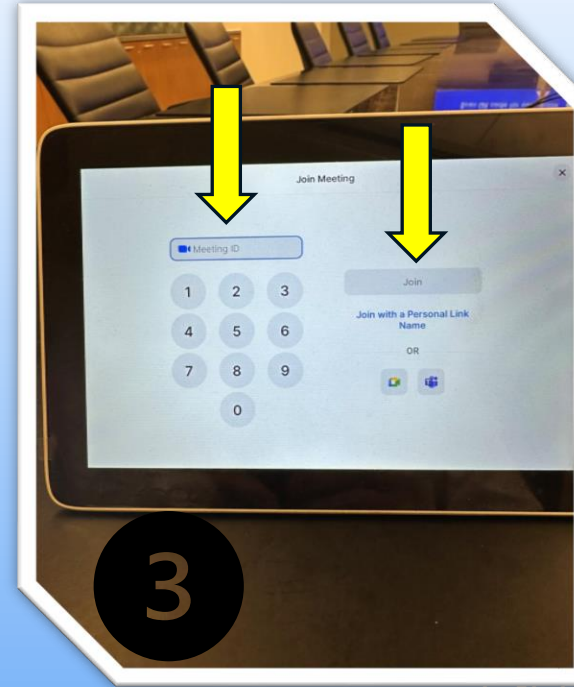 Join Meeting
×
Meeting ID
1 2 3
4 5 6
7 8 9
0
Join
Join with a Personal Link
Name
OR
3